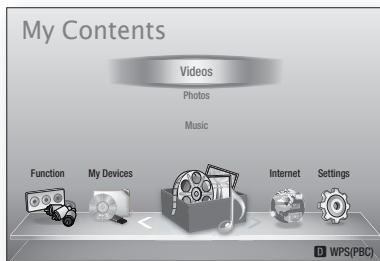 My Contents
Videos
Photos
Music
Function My Devices Internet Settings
D WPS(PBC)